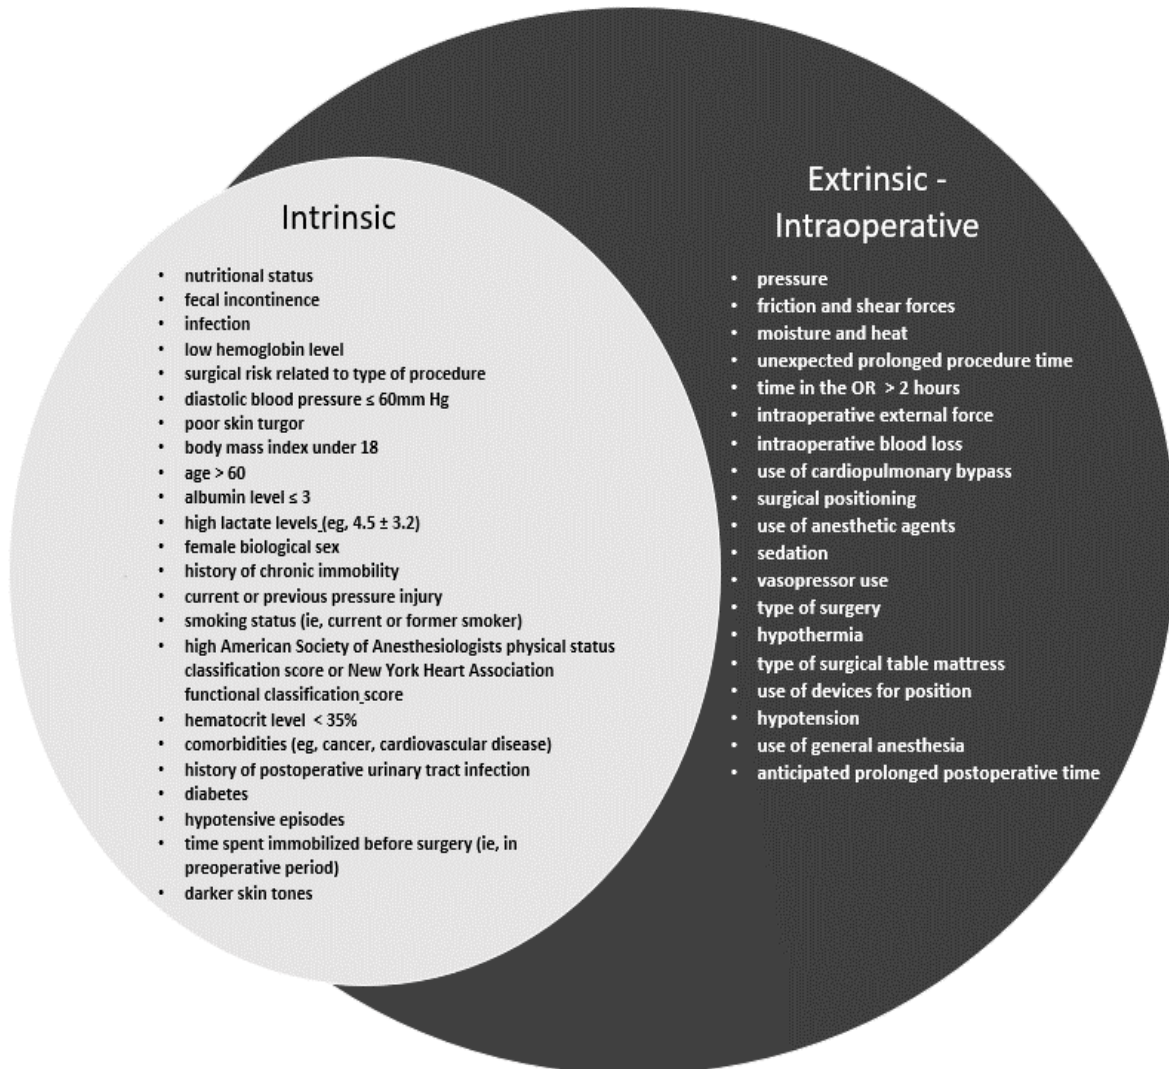 Intrinsic
• nutritional status
• fecal incontinence
• infection
• low hemoglobin level
• surgical risk related to type of procedure
• diastolic blood pressure ≤ 60mm Hg
• poor skin turgor
• body mass index under 18
• age > 60
• albumin level ≤ 3
• high lactate levels (eg, 4.5 ± 3.2)
• female biological sex
• history of chronic immobility
• current or previous pressure injury
• smoking status (ie, current or former smoker)
• high American Society of Anesthesiologists physical status
classification score or New York Heart Association
functional classification score
• hematocrit level < 35%
• comorbidities (eg, cancer, cardiovascular disease)
• history of postoperative urinary tract infection
• diabetes
• hypotensive episodes
• time spent immobilized before surgery (ie, in
preoperative period)
• darker skin tones
Extrinsic -
Intraoperative
• pressure
• friction and shear forces
• moisture and heat
• unexpected prolonged procedure time
• time in the OR > 2 hours
• intraoperative external force
• intraoperative blood loss
• use of cardiopulmonary bypass
• surgical positioning
• use of anesthetic agents
• sedation
• vasopressor use
• type of surgery
• hypothermia
• type of surgical table mattress
• use of devices for position
• hypotension
• use of general anesthesia
• anticipated prolonged postoperative time